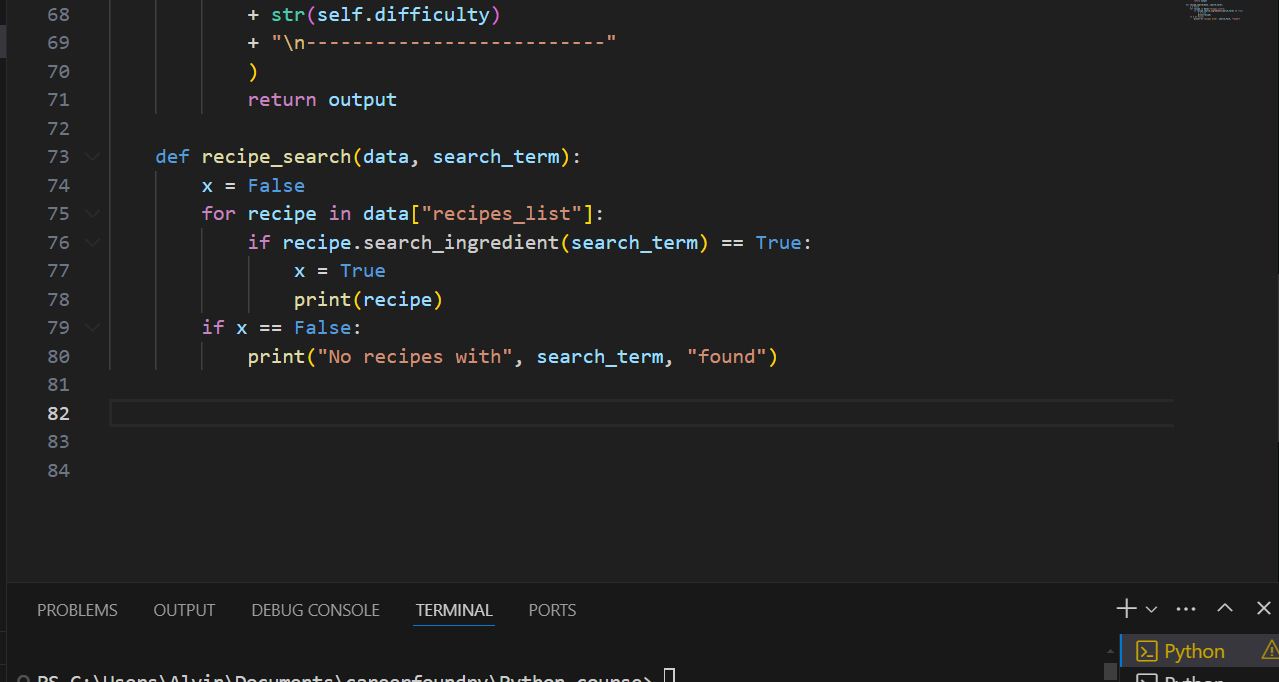 68 + str(self.difficulty)
69 + "\n--------------------------"
70 )
71 return output
72
73 def recipe_search(data, search_term):
74 x = False
75 for recipe in data["recipes_list"]:
76 if recipe.search_ingredient(search_term) == True:
77 x = True
78 print(recipe)
79 if x == False:
80 print("No recipes with", search_term, "found")
81
82
83
84
PROBLEMS OUTPUT DEBUG CONSOLE TERMINAL PORTS
Python
PS C:\Users\Alvin\Documents\careerfoundry\Python-course>
Python